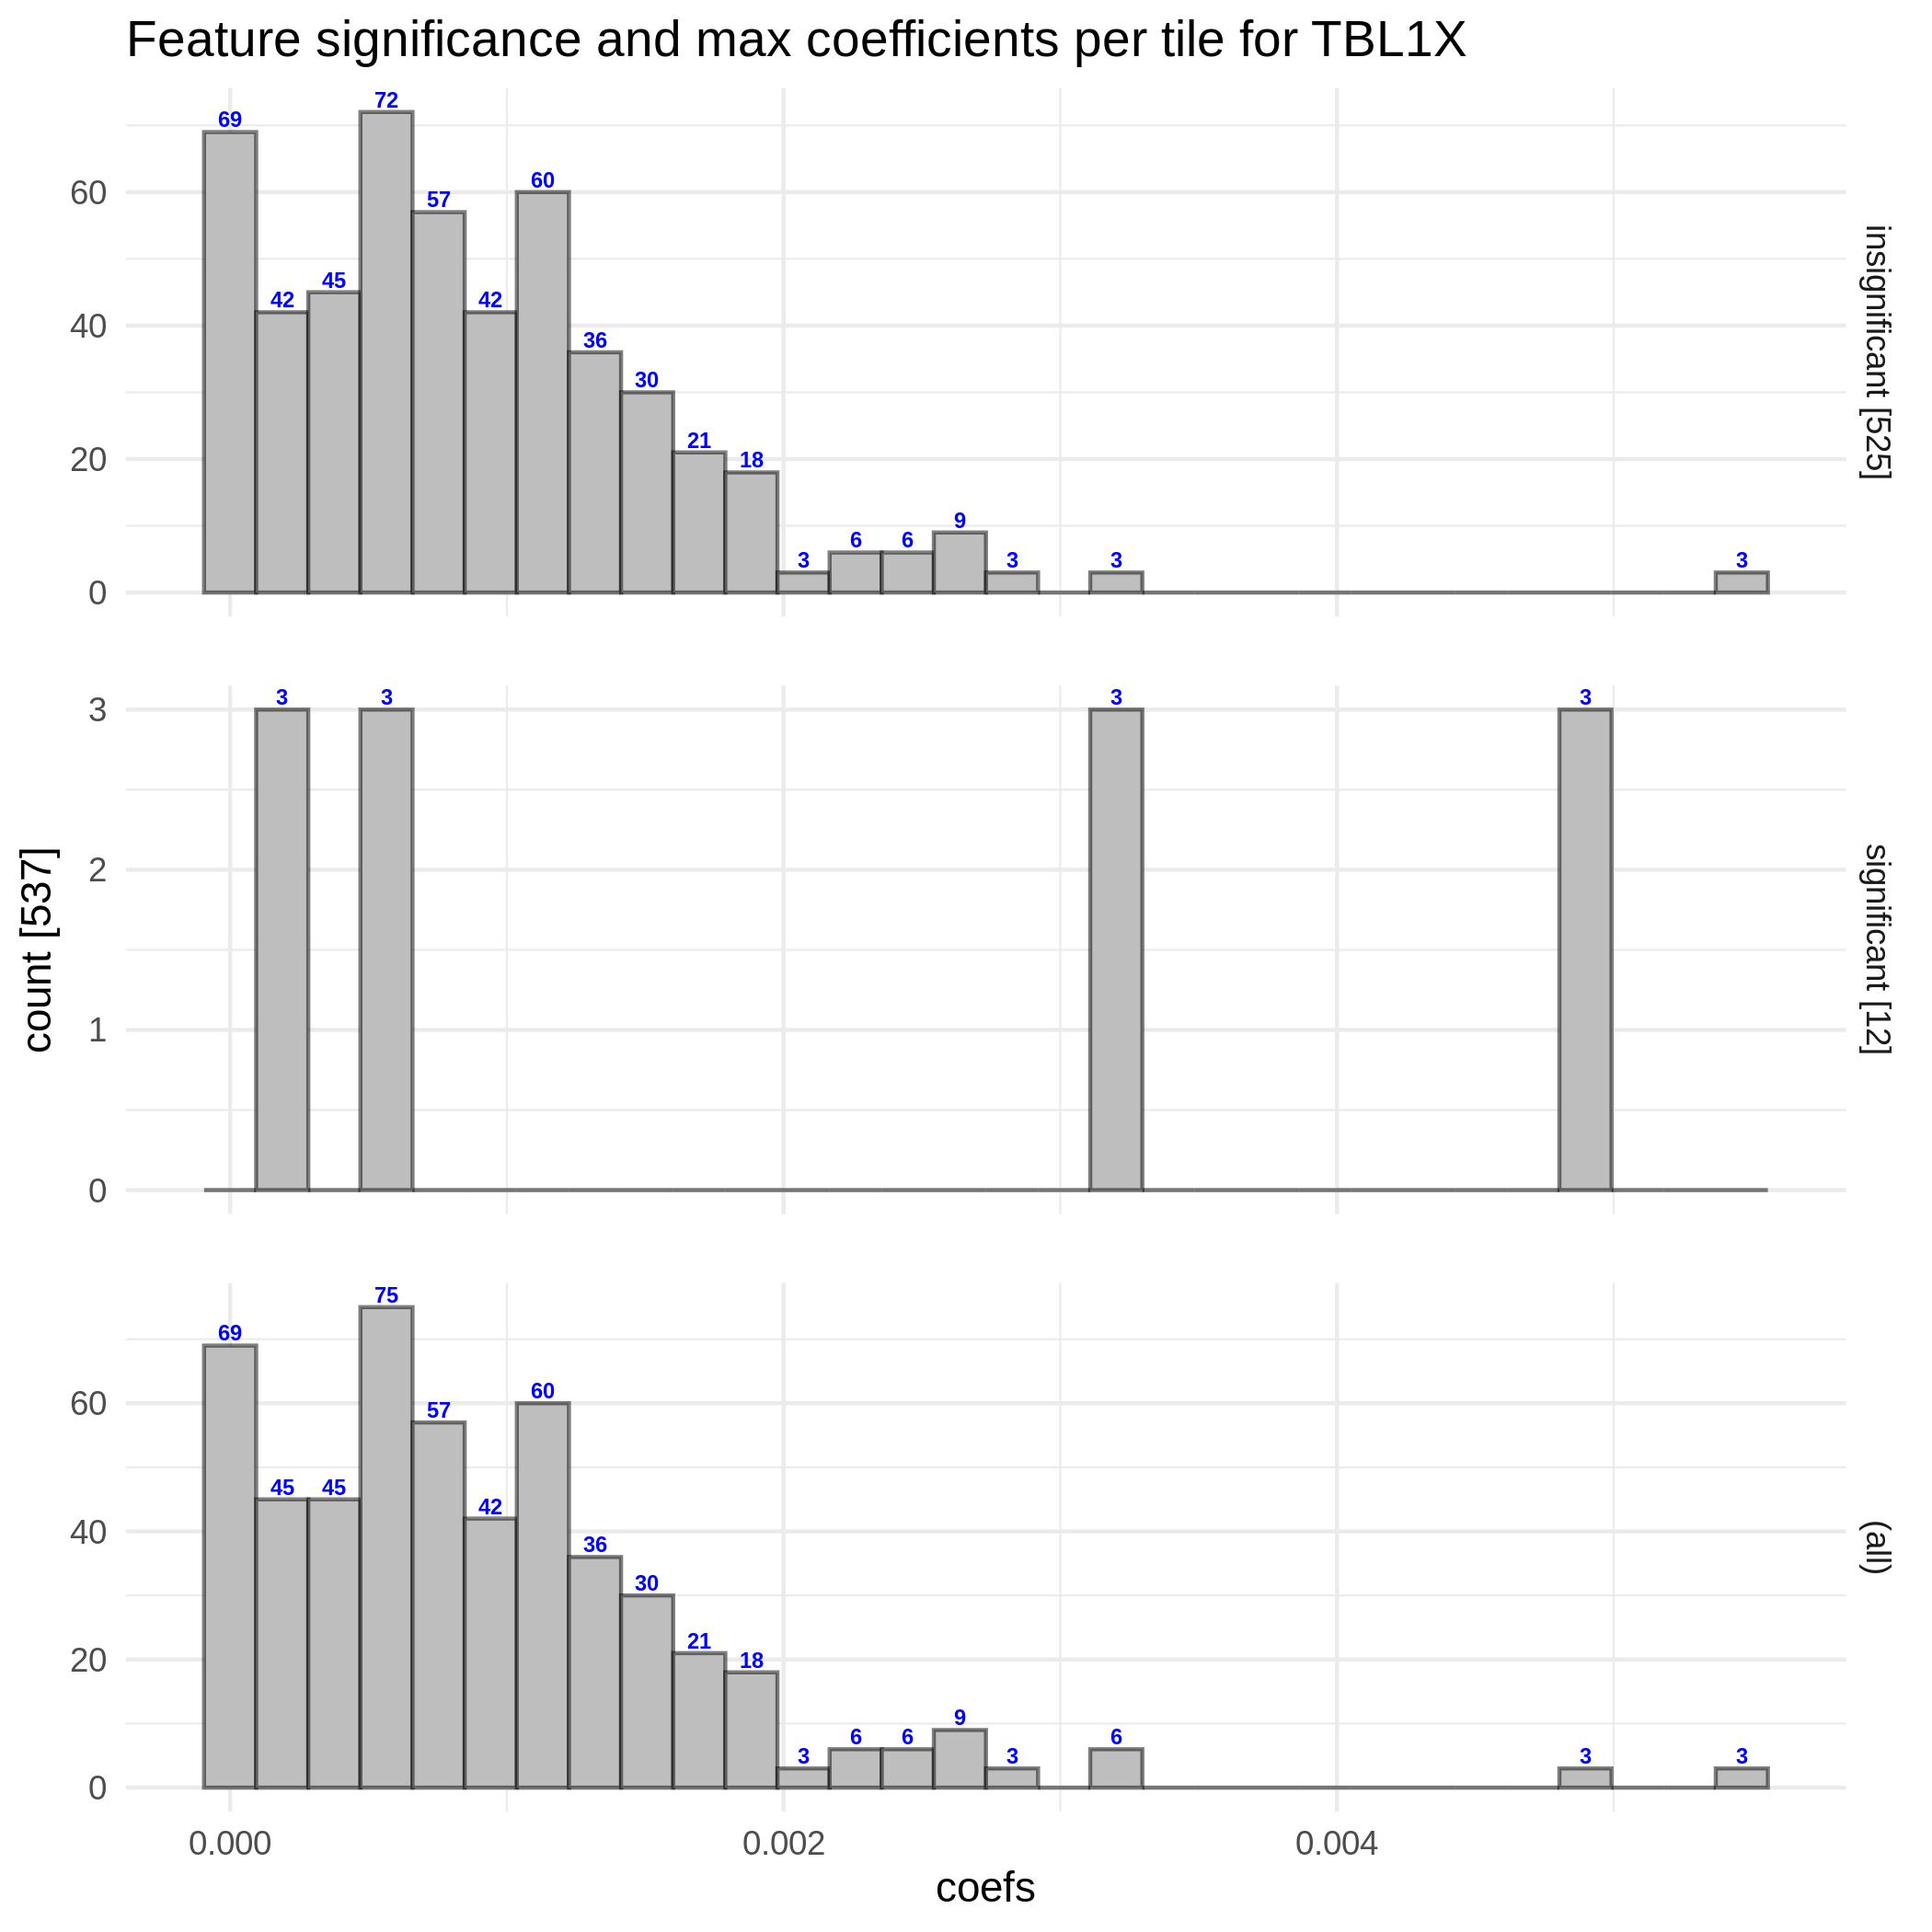 Feature significance and max coefficients per tile for TBL1X
69 42 45 72 57 42 60 36 30 21 18 3 6 6 9 3 3 3
60
40
20
0
insignificant [525]
3 3 3 3
3
2
1
0
significant [12]
count [537]
69 45 45 75 57 42 60 36 30 21 18 3 6 6 9 3 6 3 3
60
40
20
0
(all)
0.000 0.002 0.004
coefs